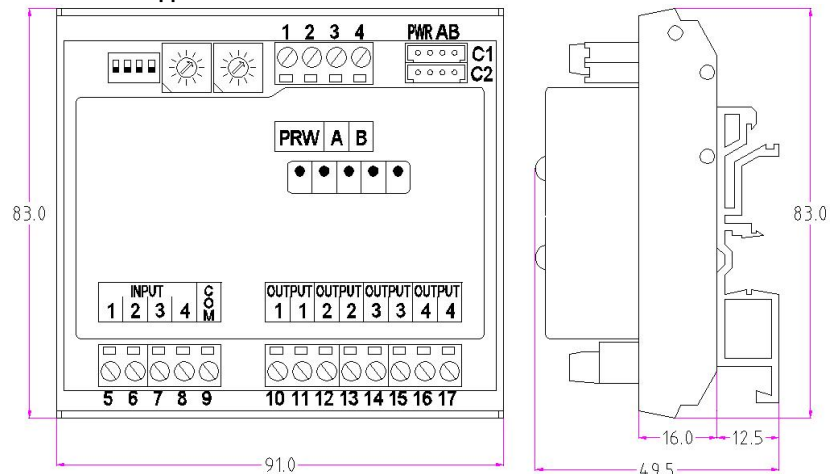 1 2 3 4 PWR AB
C1
C2
PRW A B
83.0
83.0
INPUT COM OUTPUT OUTPUT OUTPUT OUTPUT
1 2 3 4 1 1 2 2 3 3 4 4
5 6 7 8 9 10 11 12 13 14 15 16 17
16.0 12.5
91.0
49.5